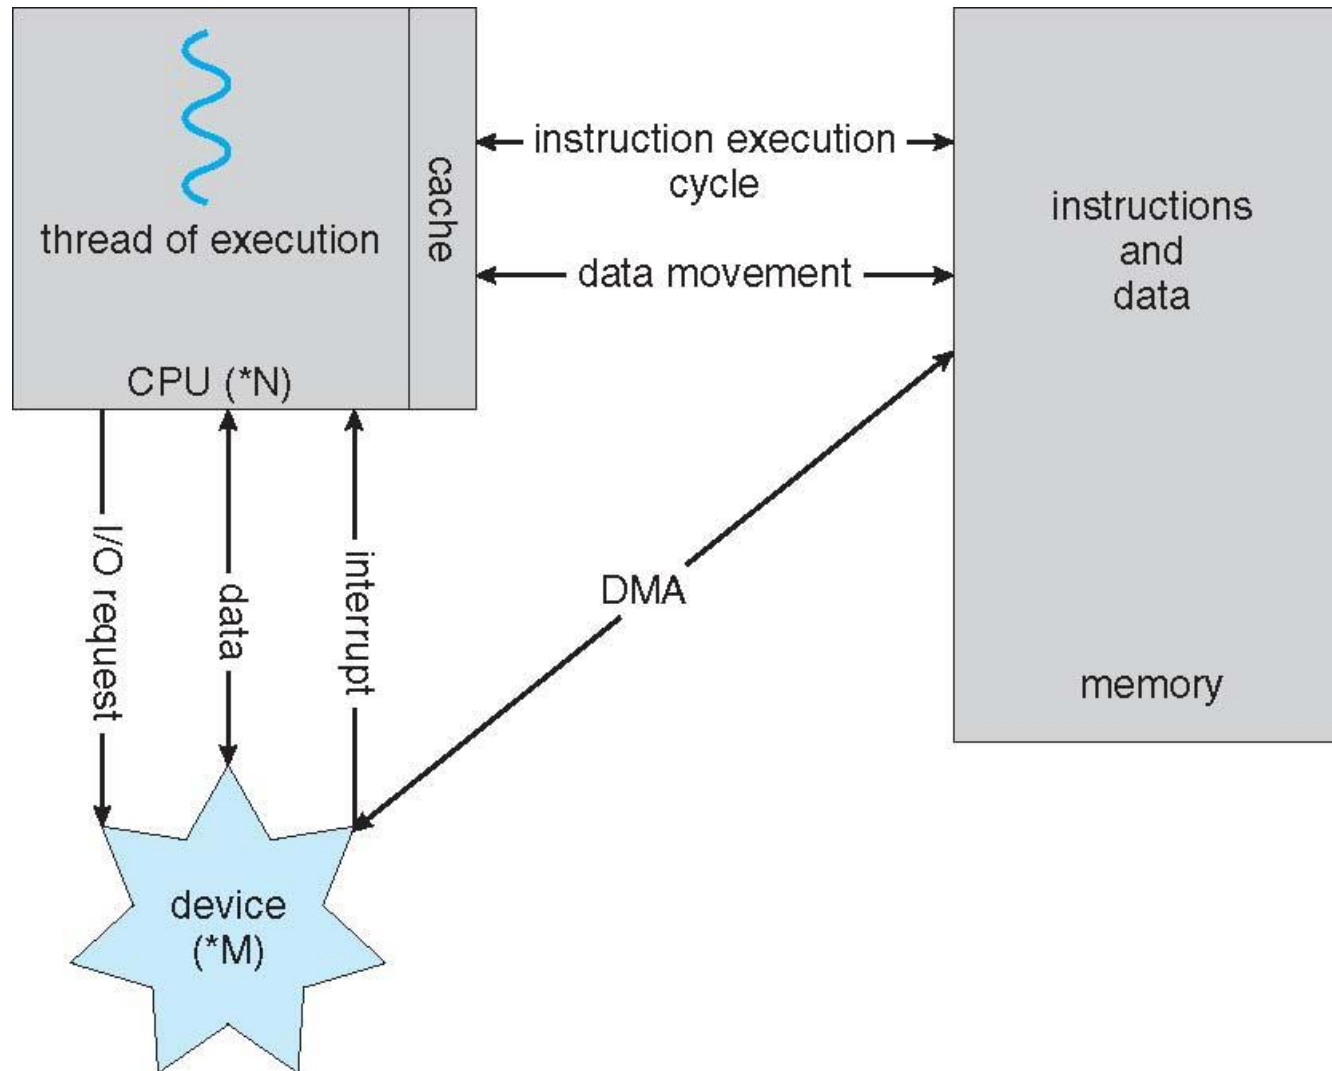 thread of execution
CPU (*N)
cache
instruction execution
cycle
data movement
instructions
and
data
memory
I/O request
data
interrupt
DMA
device
(*M)